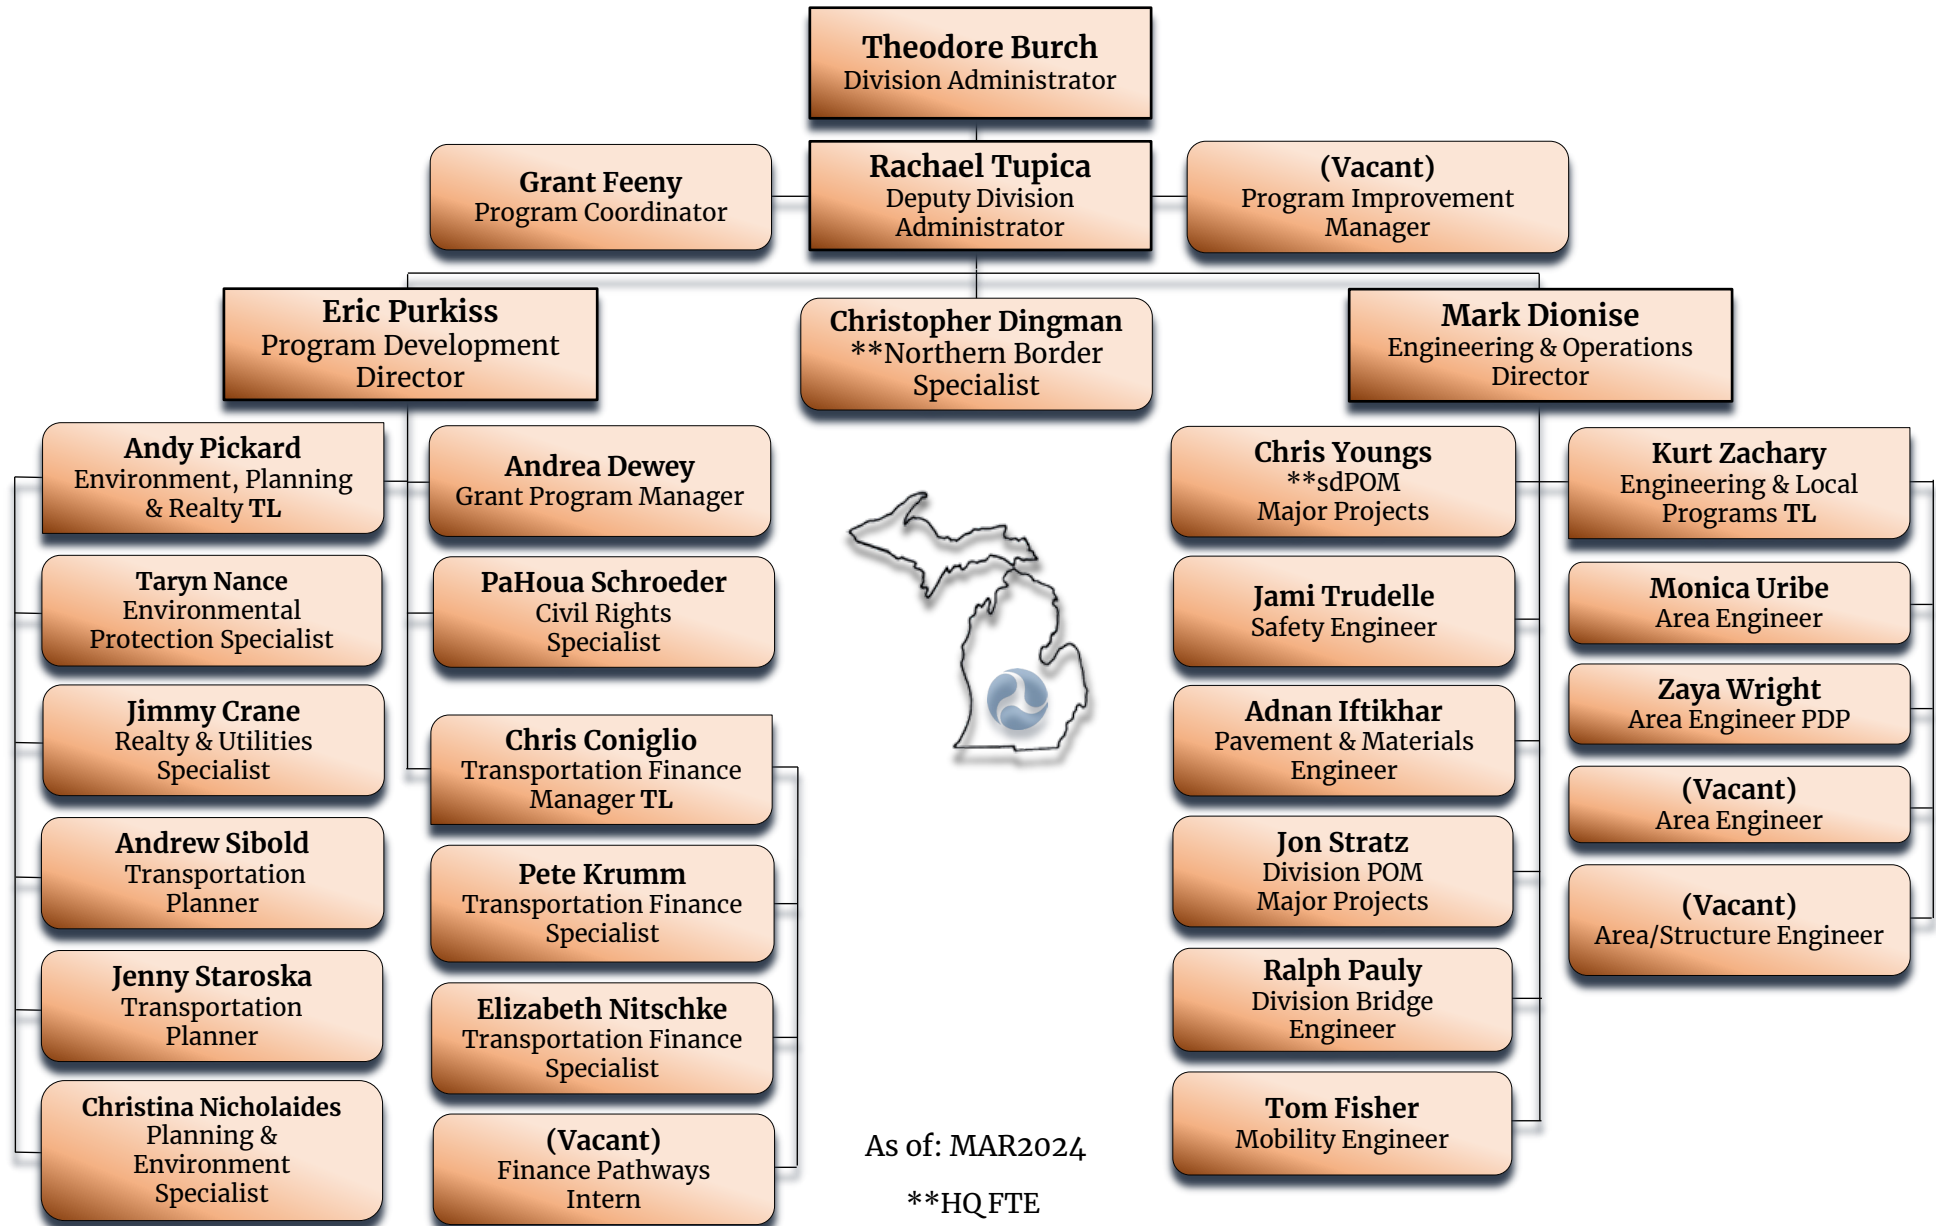 Theodore Burch
Division Administrator
Grant Feeny
Program Coordinator
Rachael Tupica
Deputy Division
Administrator
(Vacant)
Program Improvement
Manager
Eric Purkiss
Program Development
Director
Christopher Dingman
**Northern Border
Specialist
Mark Dionise
Engineering & Operations
Director
Andy Pickard
Environment, Planning
& Realty TL
Taryn Nance
Environmental
Protection Specialist
Jimmy Crane
Realty & Utilities
Specialist
Andrew Sibold
Transportation
Planner
Jenny Staroska
Transportation
Planner
Christina Nicholaides
Planning &
Environment
Specialist
Andrea Dewey
Grant Program Manager
PaHoua Schroeder
Civil Rights
Specialist
Chris Coniglio
Transportation Finance
Manager TL
Pete Krumm
Transportation Finance
Specialist
Elizabeth Nitschke
Transportation Finance
Specialist
(Vacant)
Finance Pathways
Intern
As of: MAR2024
**HQ FTE
Chris Youngs
**sdPOM
Major Projects
Jami Trudelle
Safety Engineer
Adnan Iftikhar
Pavement & Materials
Engineer
Jon Stratz
Division POM
Major Projects
Ralph Pauly
Division Bridge
Engineer
Tom Fisher
Mobility Engineer
Kurt Zachary
Engineering & Local
Programs TL
Monica Uribe
Area Engineer
Zaya Wright
Area Engineer PDP
(Vacant)
Area Engineer
(Vacant)
Area/Structure Engineer